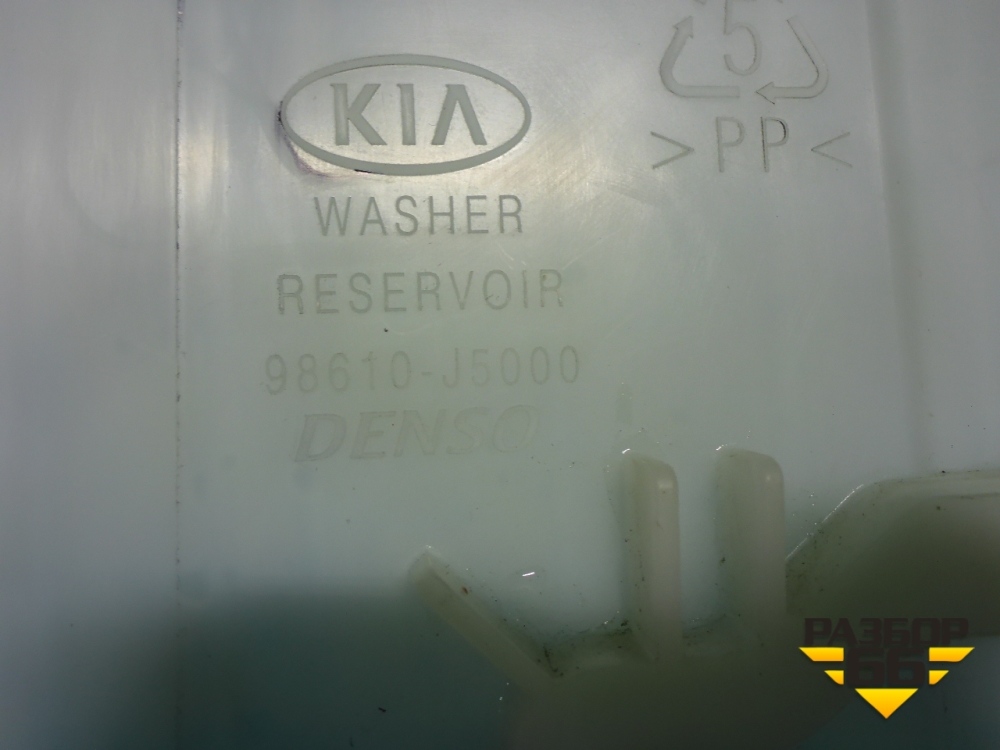 KIA
WASHER
RESERVOIR
98610-J5000
DENSO
5
>PP<
РАЗБОР
66